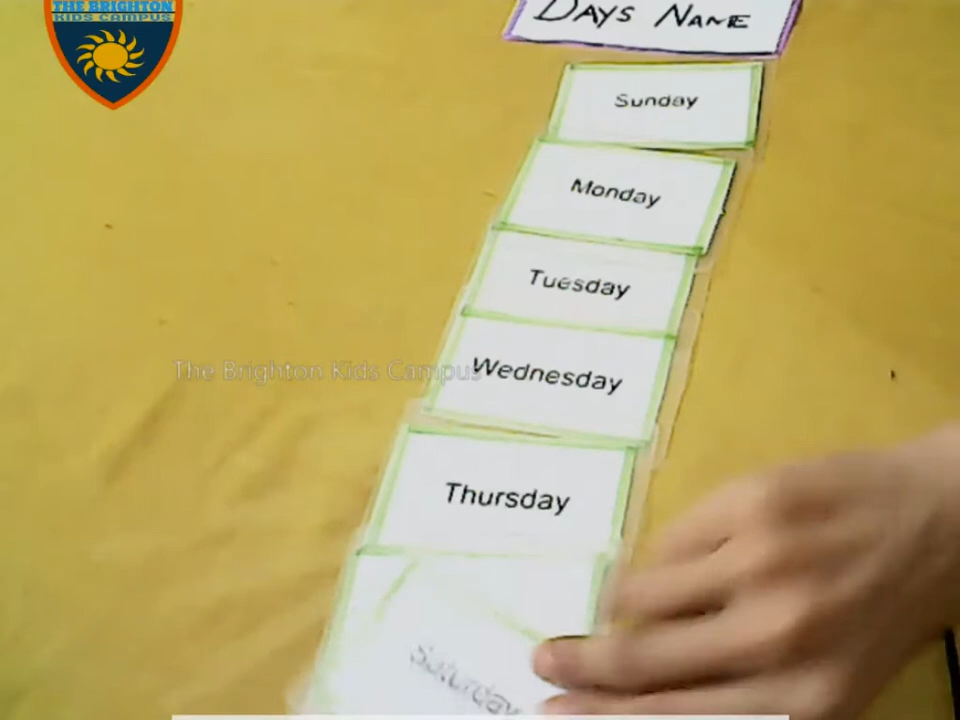 THE BRIGHTON
KIDS CAMPUS
DAYS NAME
Sunday
Monday
Tuesday
The Brighton Kids Campus
Wednesday
Thursday
Saturday